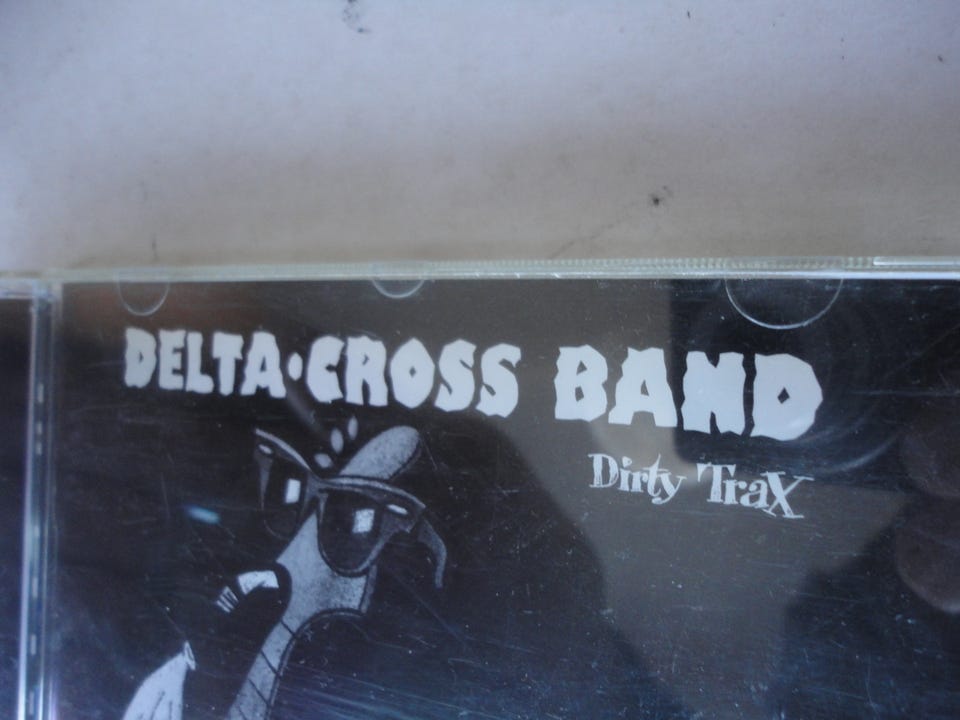 DELTA·CROSS BAND
Dirty Trax